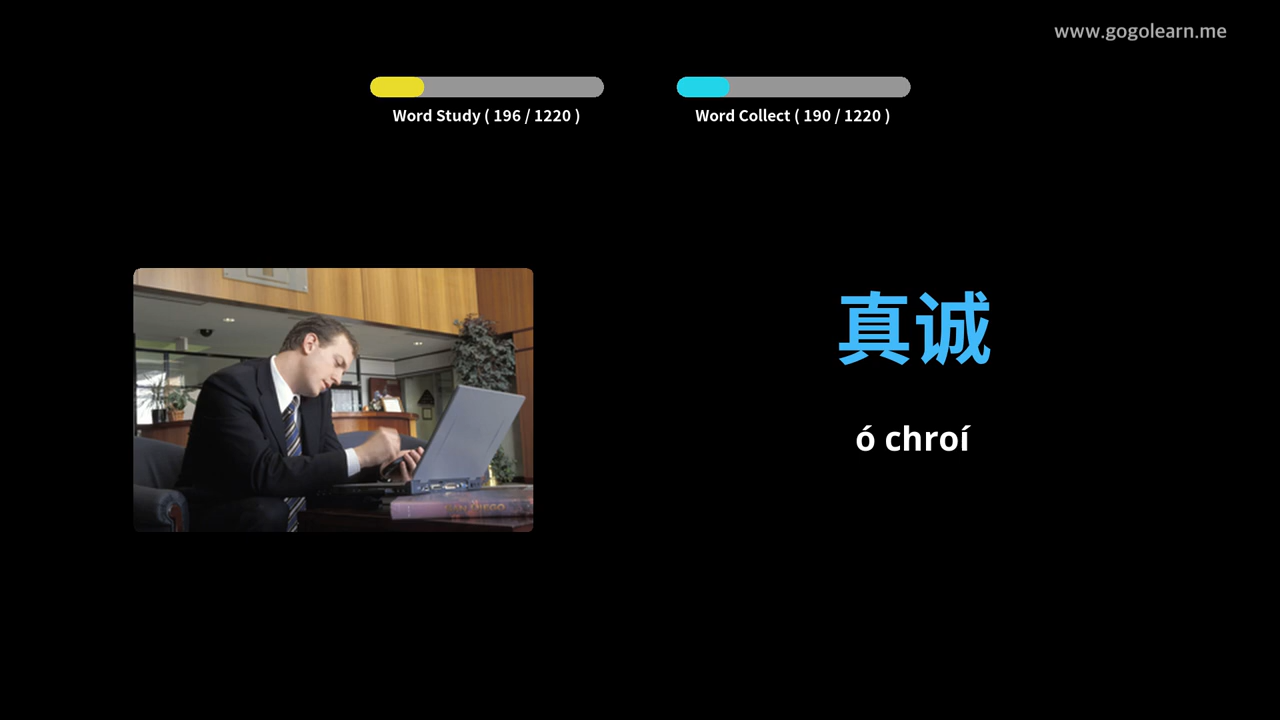 www.gogolearn.me
Word Study ( 196 / 1220 )
Word Collect ( 190 / 1220 )
真诚
ó chroí